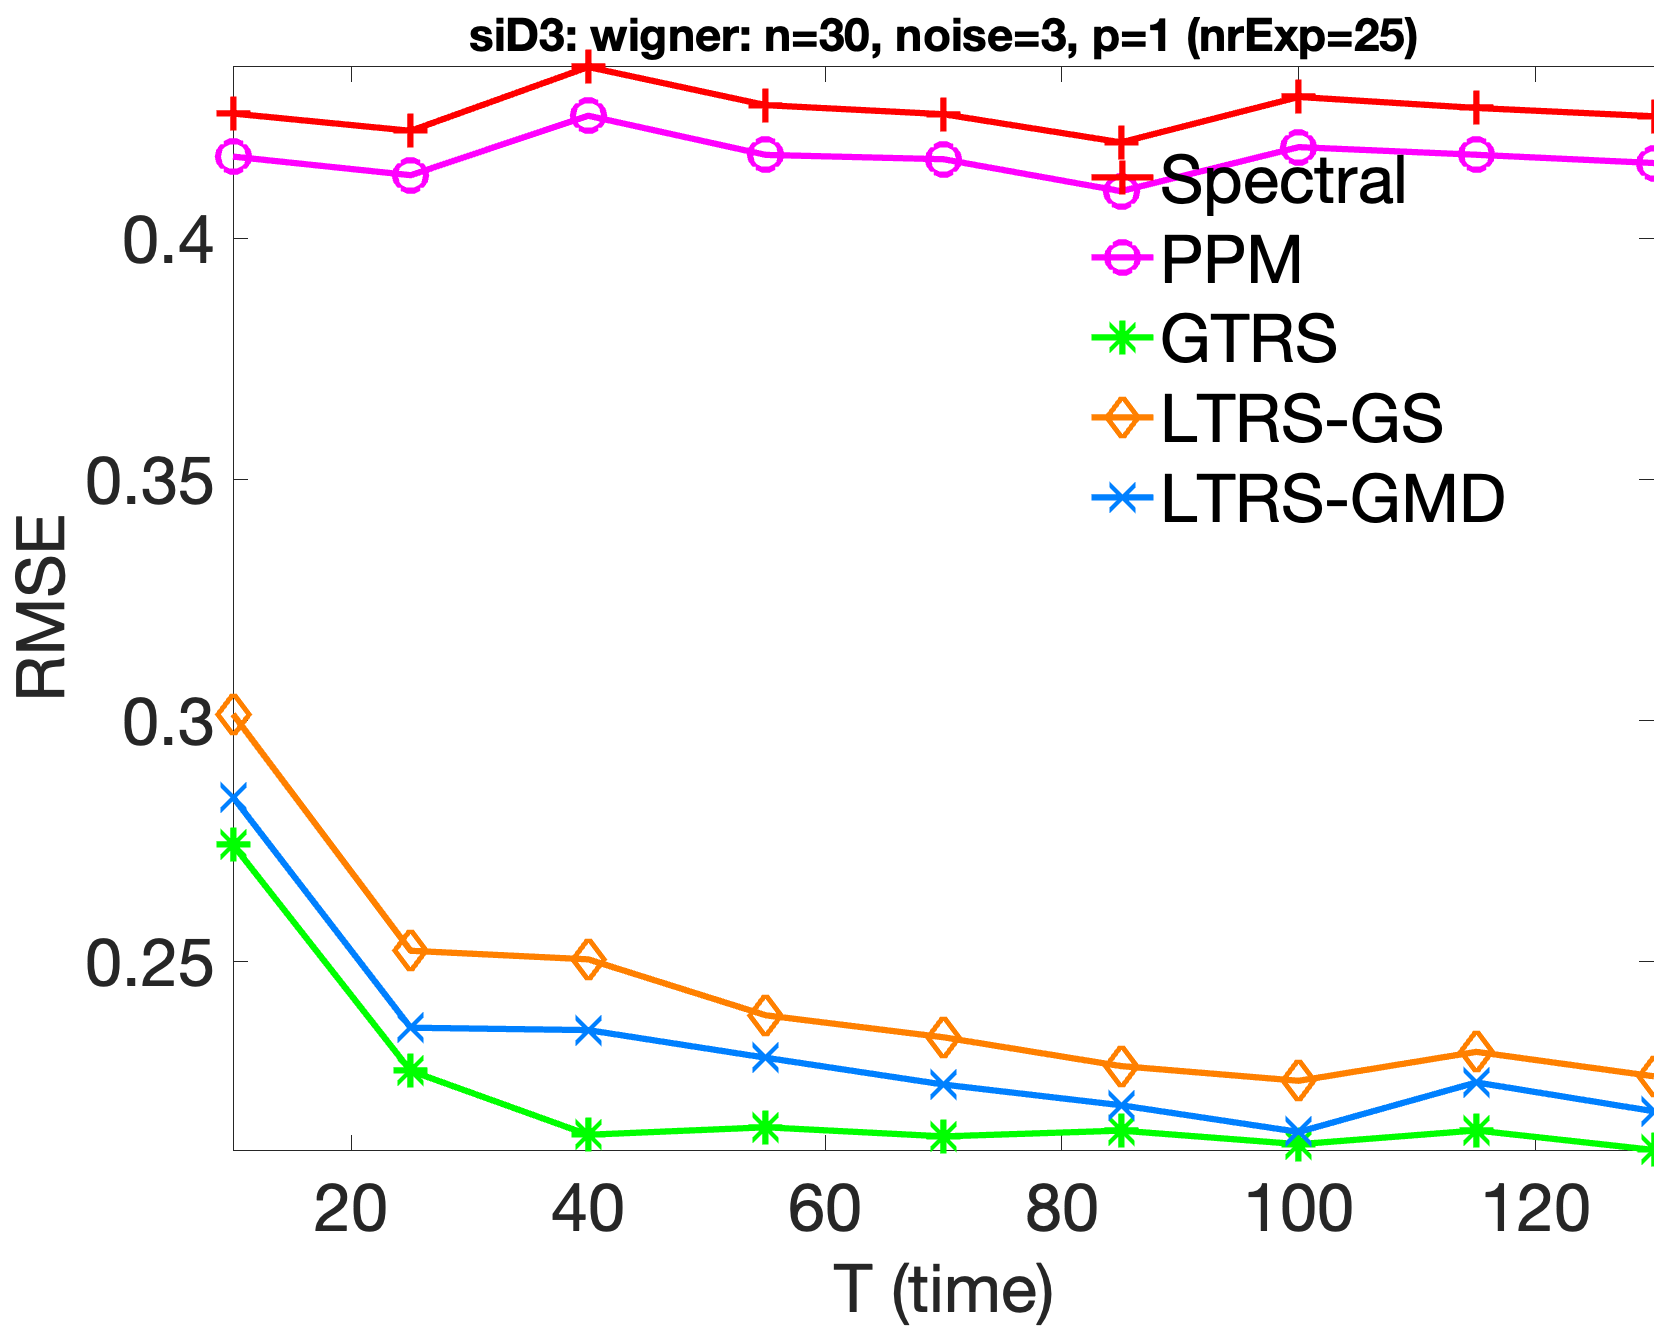 siD3: wigner: n=30, noise=3, p=1 (nrExp=25)
Spectral
PPM
GTRS
LTRS-GS
LTRS-GMD
0.4
0.35
0.3
0.25
RMSE
20 40 60 80 100 120
T (time)